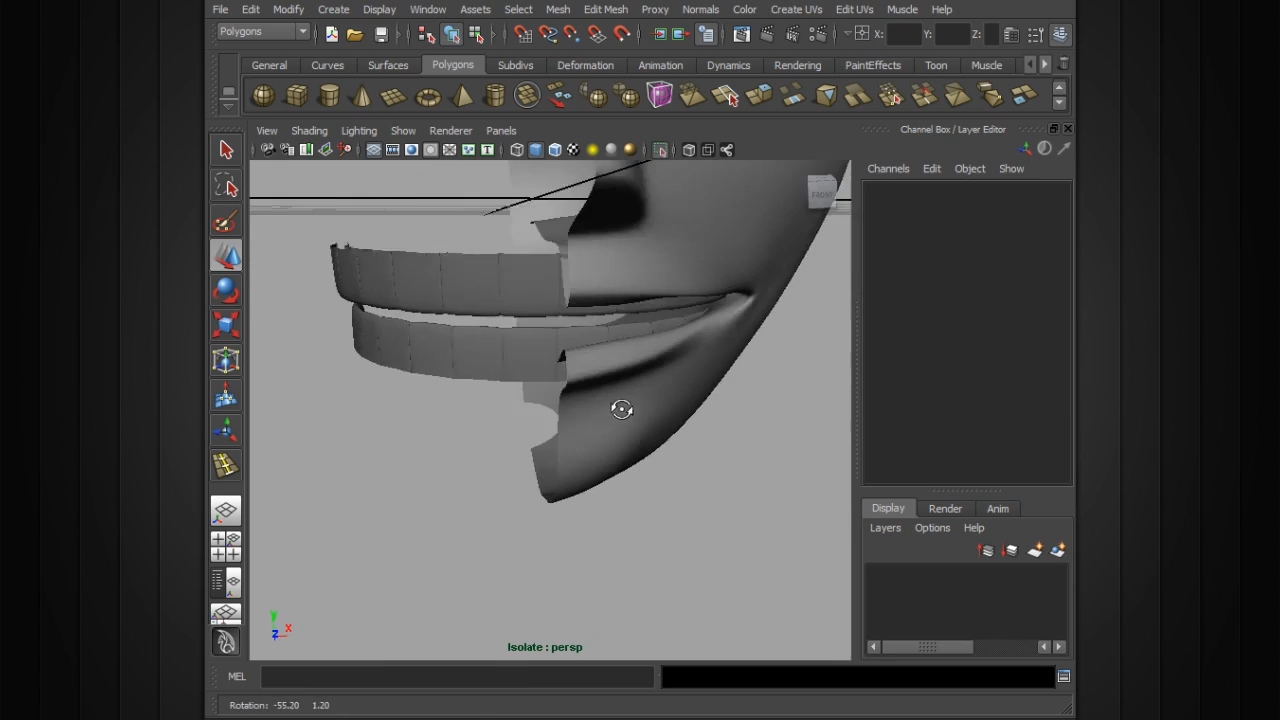 File Edit Modify Create Display Window Assets Select Mesh Edit Mesh Proxy Normals Color Create UVs Edit UVs Muscle Help
Polygons X: Y: Z:
General Curves Surfaces Polygons Subdivs Deformation Animation Rendering Dynamics Rendering PaintEffects Toon Muscle
View Shading Lighting Show Renderer Panels
Channel Box / Layer Editor
Channels Edit Object Show
FRONT
Display Render Anim
Layers Options Help
y
x
z
Isolate : persp
MEL
Rotation: -55.20 1.20